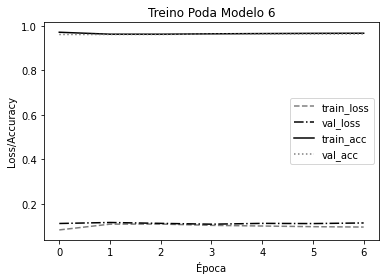 Treino Poda Modelo 6
Loss/Accuracy
1.0
0.8
0.6
0.4
0.2
train_loss
val_loss
train_acc
val_acc
0 1 2 3 4 5 6
Época